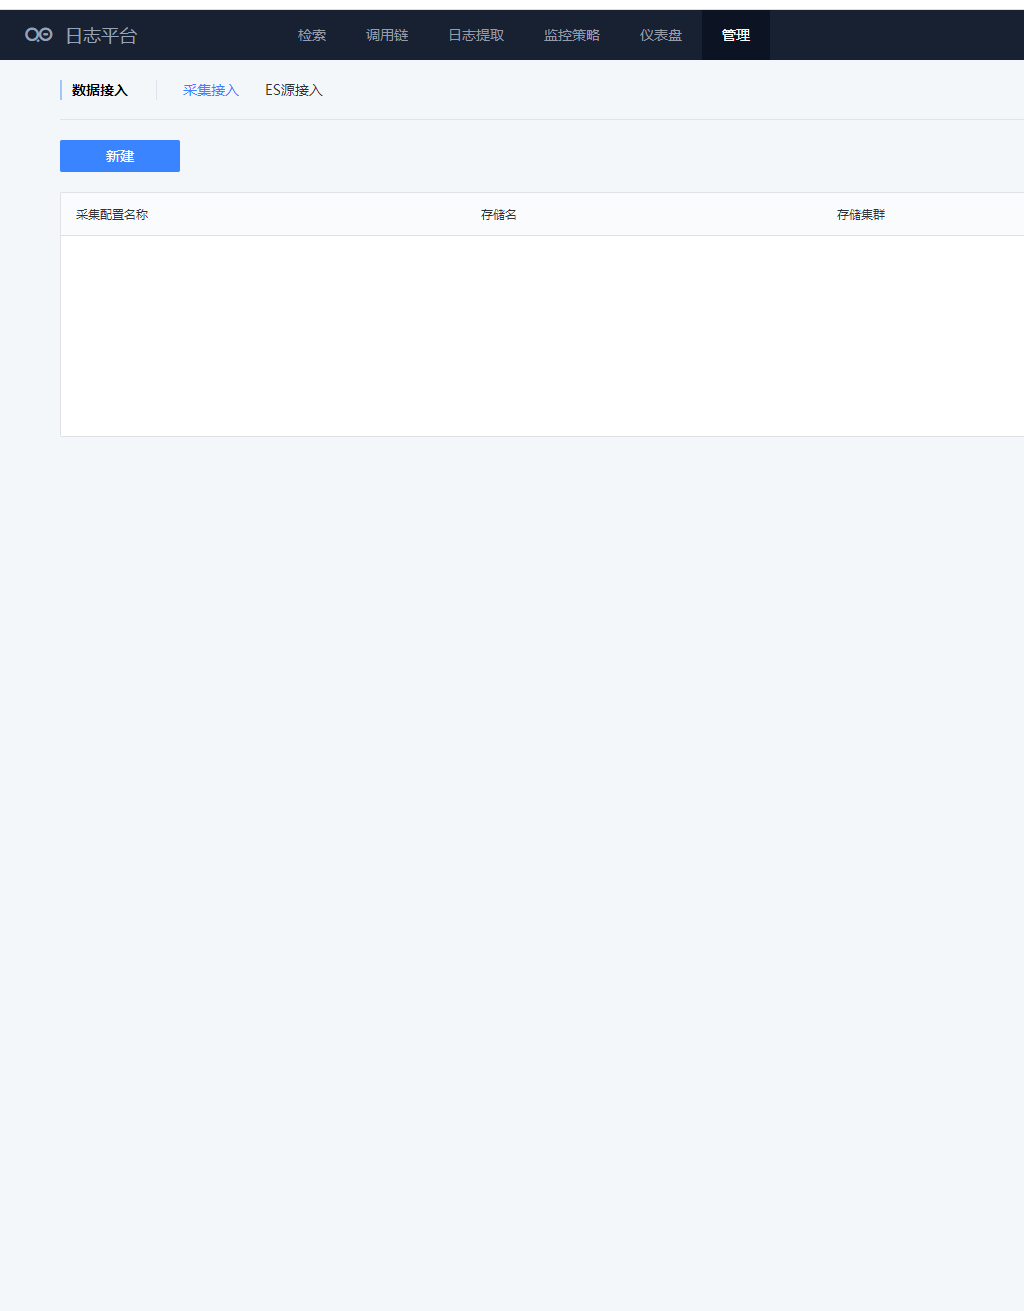 日志平台 检索 调用链 日志提取 监控策略 仪表盘 管理
数据接入 采集接入 ES源接入
新建
采集配置名称 存储名 存储集群